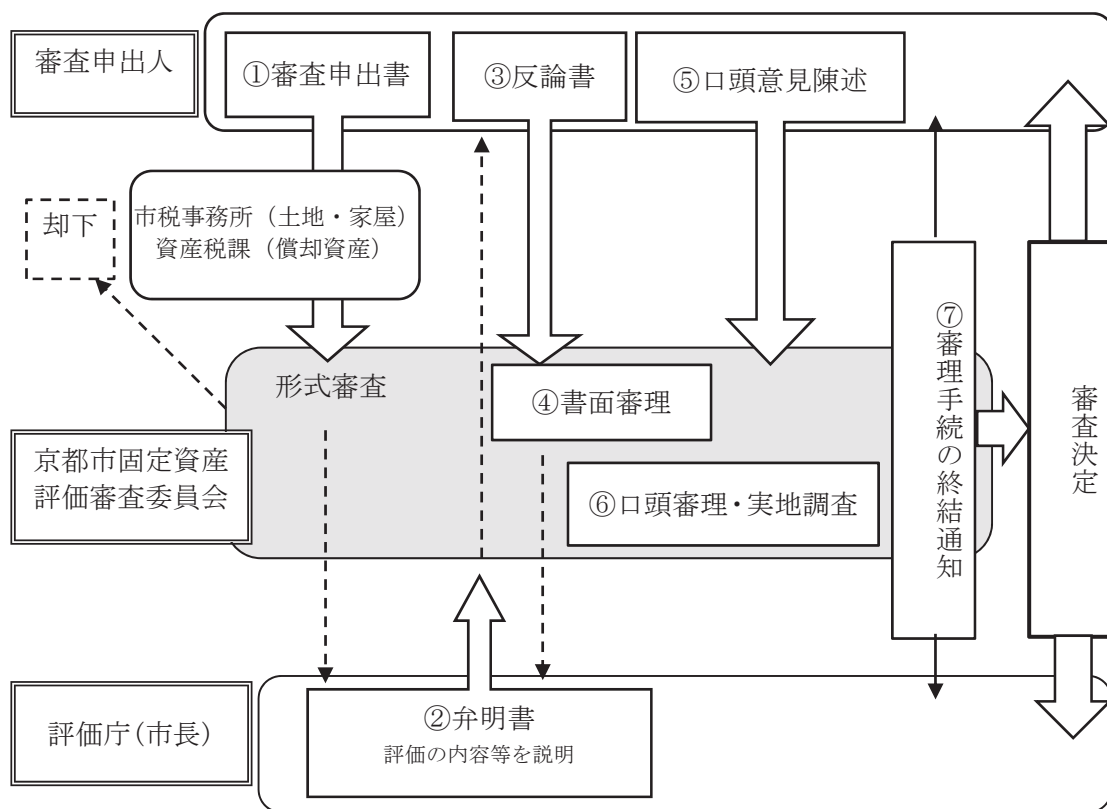 審査申出人
①審査申出書
③反論書
⑤口頭意見陳述
市税事務所（土地・家屋）
資産税課（償却資産）
却下
形式審査
④書面審理
⑥口頭審理・実地調査
京都市固定資産
評価審査委員会
⑦審理手続の終結通知
審査決定
評価庁(市長)
②弁明書
評価の内容等を説明